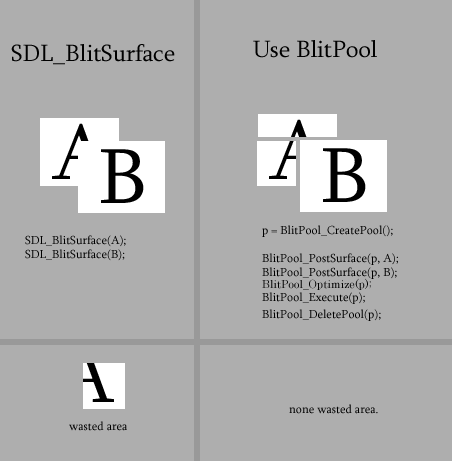 SDL_BlitSurface
Use BlitPool
A
B
SDL_BlitSurface(A);
SDL_BlitSurface(B);
A
B
p = BlitPool_CreatePool();
BlitPool_PostSurface(p, A);
BlitPool_PostSurface(p, B);
BlitPool_Optimize(p);
BlitPool_Execute(p);
BlitPool_DeletePool(p);
A
wasted area
none wasted area.